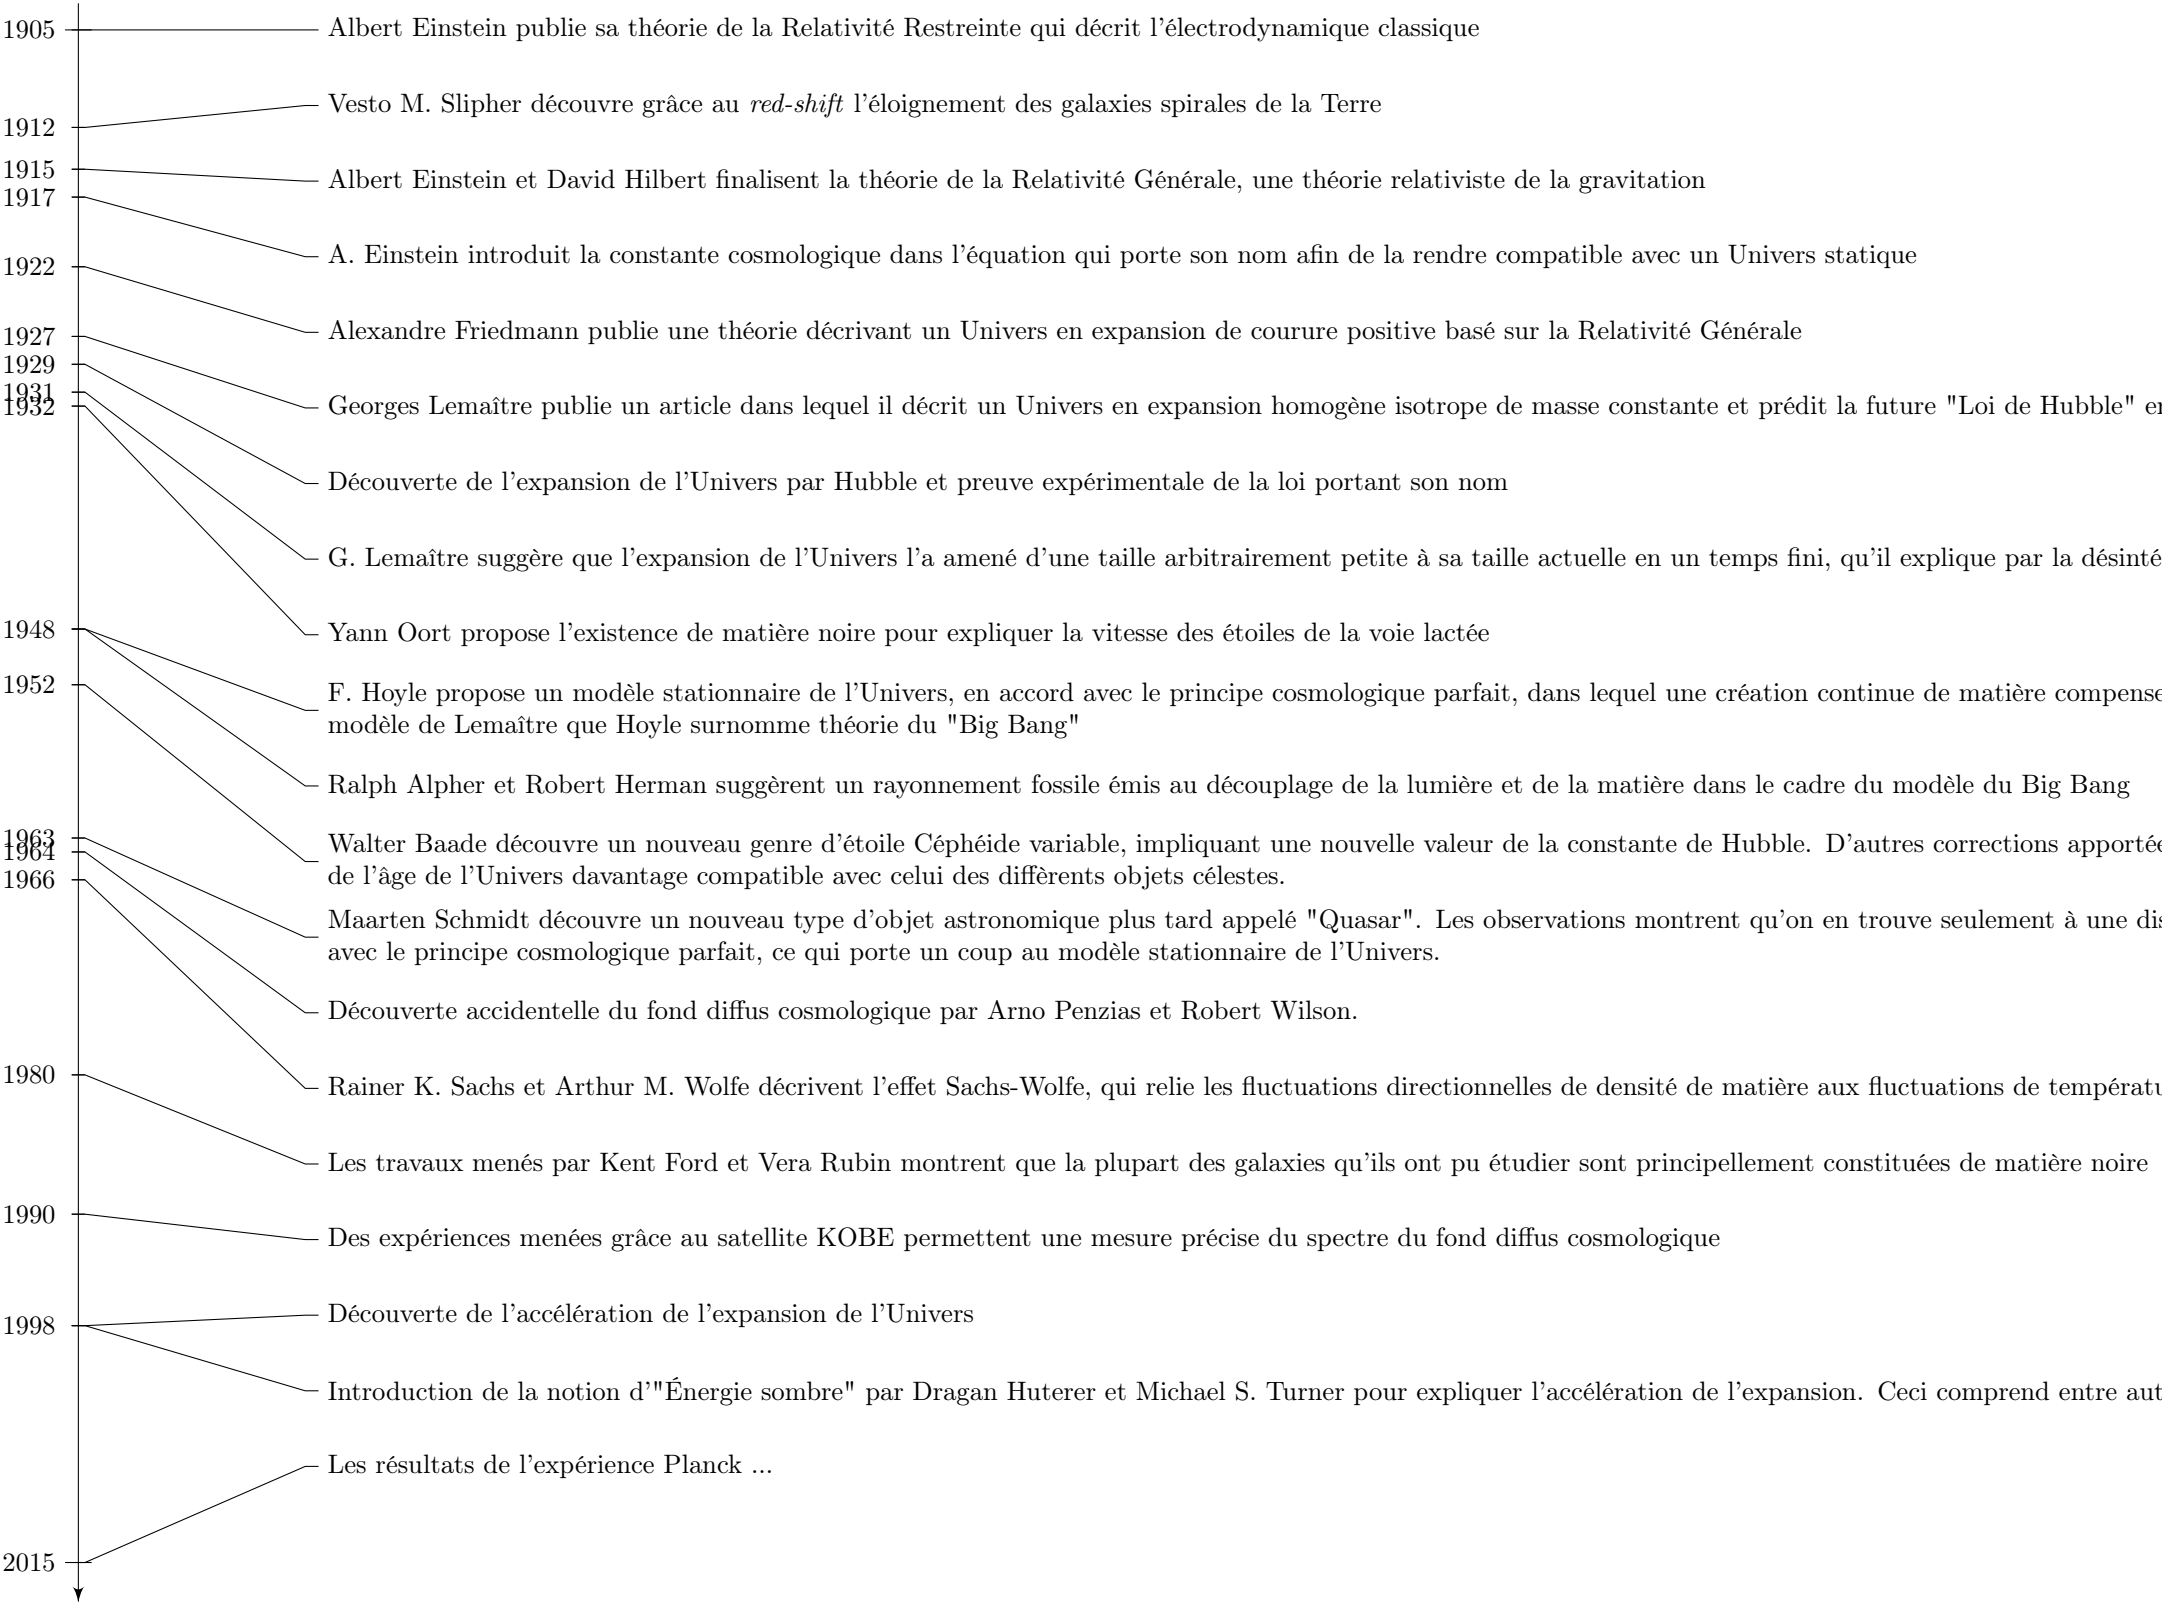 1905 Albert Einstein publie sa théorie de la Relativité Restreinte qui décrit l'électrodynamique classique
1912 Vesto M. Slipher découvre grâce au red-shift l'éloignement des galaxies spirales de la Terre
1915 Albert Einstein et David Hilbert finalisent la théorie de la Relativité Générale, une théorie relativiste de la gravitation
1917 A. Einstein introduit la constante cosmologique dans l'équation qui porte son nom afin de la rendre compatible avec un Univers statique
1922 Alexandre Friedmann publie une théorie décrivant un Univers en expansion de courure positive basé sur la Relativité Générale
1927 Georges Lemaître publie un article dans lequel il décrit un Univers en expansion homogène isotrope de masse constante et prédit la future "Loi de Hubble"
1929 Découverte de l'expansion de l'Univers par Hubble et preuve expérimentale de la loi portant son nom
1931 G. Lemaître suggère que l'expansion de l'Univers l'a amené d'une taille arbitrairement petite à sa taille actuelle en un temps fini, qu'il explique par la
1932 Yann Oort propose l'existence de matière noire pour expliquer la vitesse des étoiles de la voie lactée
1948 F. Hoyle propose un modèle stationnaire de l'Univers, en accord avec le principe cosmologique parfait, dans lequel une création continue de matière compense
modèle de Lemaître que Hoyle surnomme théorie du "Big Bang"
Ralph Alpher et Robert Herman suggèrent un rayonnement fossile émis au découplage de la lumière et de la matière dans le cadre du modèle du Big Bang
1952 Walter Baade découvre un nouveau genre d'étoile Céphéide variable, impliquant une nouvelle valeur de la constante de Hubble. D'autres corrections
de l'âge de l'Univers davantage compatible avec celui des diffèrents objets célestes.
1963 Maarten Schmidt découvre un nouveau type d'objet astronomique plus tard appelé "Quasar". Les observations montrent qu'on en trouve seulement à une
avec le principe cosmologique parfait, ce qui porte un coup au modèle stationnaire de l'Univers.
1964 Découverte accidentelle du fond diffus cosmologique par Arno Penzias et Robert Wilson.
1966 Rainer K. Sachs et Arthur M. Wolfe décrivent l'effet Sachs-Wolfe, qui relie les fluctuations directionnelles de densité de matière aux fluctuations de
1980 Les travaux menés par Kent Ford et Vera Rubin montrent que la plupart des galaxies qu'ils ont pu étudier sont principellement constituées de matière noire
1990 Des expériences menées grâce au satellite KOBE permettent une mesure précise du spectre du fond diffus cosmologique
1998 Découverte de l'accélération de l'expansion de l'Univers
Introduction de la notion d'"Énergie sombre" par Dragan Huterer et Michael S. Turner pour expliquer l'accélération de l'expansion. Ceci comprend entre
2015 Les résultats de l'expérience Planck ...